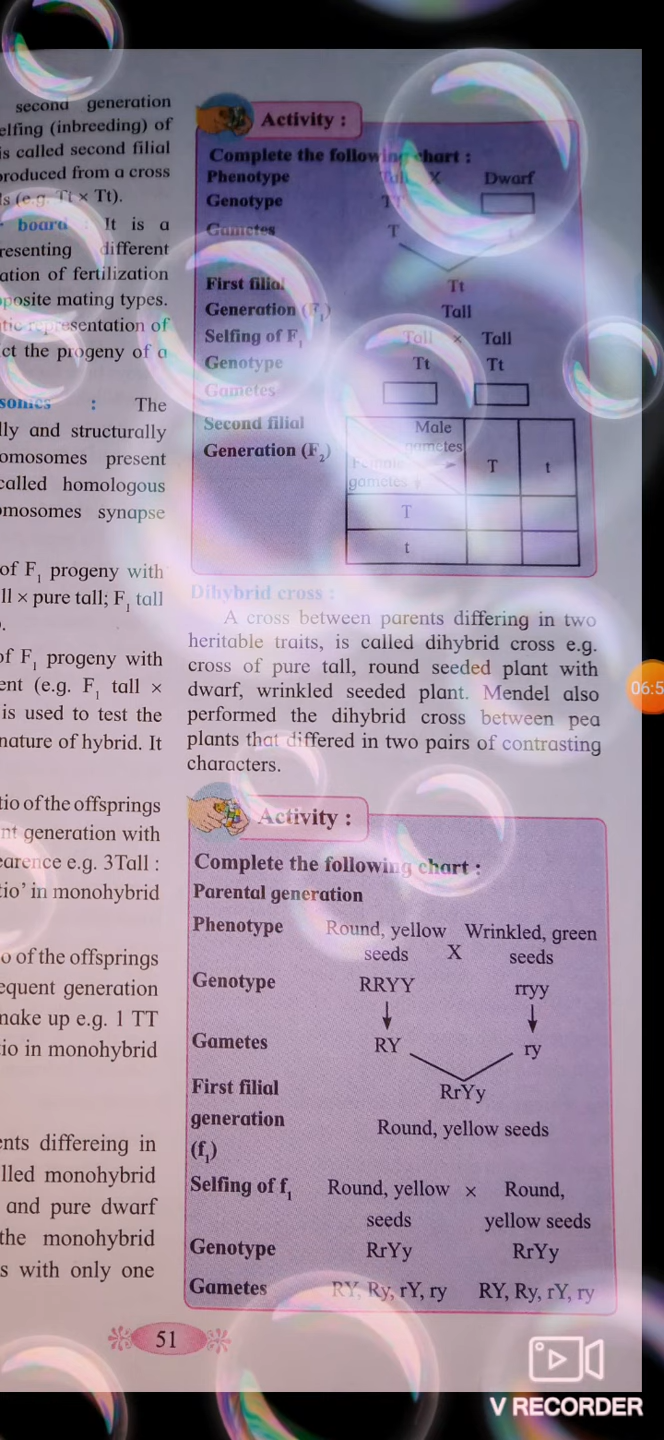 second generation
elfing (inbreeding) of
is called second filial
produced from a cross
ls (e.g. Tt × Tt).
board : It is a
resenting different
ation of fertilization
pposite mating types.
tic representation of
ct the progeny of a
somes : The
lly and structurally
omosomes present
called homologous
omosomes synapse
of F₁ progeny with
ll × pure tall; F₁ tall
).
of F₁ progeny with
ent (e.g. F₁ tall ×
is used to test the
nature of hybrid. It
tio of the offsprings
nt generation with
earence e.g. 3Tall :
tio' in monohybrid
o of the offsprings
equent generation
make up e.g. 1 TT
tio in monohybrid
ents differeing in
lled monohybrid
and pure dwarf
the monohybrid
s with only one
Activity :
Complete the following chart :
Phenotype Tall X Dwarf
Genotype TT
Gametes T
First filial Tt
Generation (F₁) Tall
Selfing of F₁ Tall × Tall
Genotype Tt Tt
Gametes
Second filial
Generation (F₂)
Male
gametes
Female
gametes
T t
T
t
Dihybrid cross :
A cross between parents differing in two
heritable traits, is called dihybrid cross e.g.
cross of pure tall, round seeded plant with
dwarf, wrinkled seeded plant. Mendel also
performed the dihybrid cross between pea
plants that differed in two pairs of contrasting
characters.
Activity :
Complete the following chart :
Parental generation
Phenotype Round, yellow Wrinkled, green
seeds X seeds
Genotype RRYY rryy
Gametes RY ry
First filial RrYy
generation Round, yellow seeds
(f₁)
Selfing of f₁ Round, yellow × Round,
seeds yellow seeds
Genotype RrYy RrYy
Gametes RY, Ry, rY, ry RY, Ry, rY, ry
51
06:5
V RECORDER